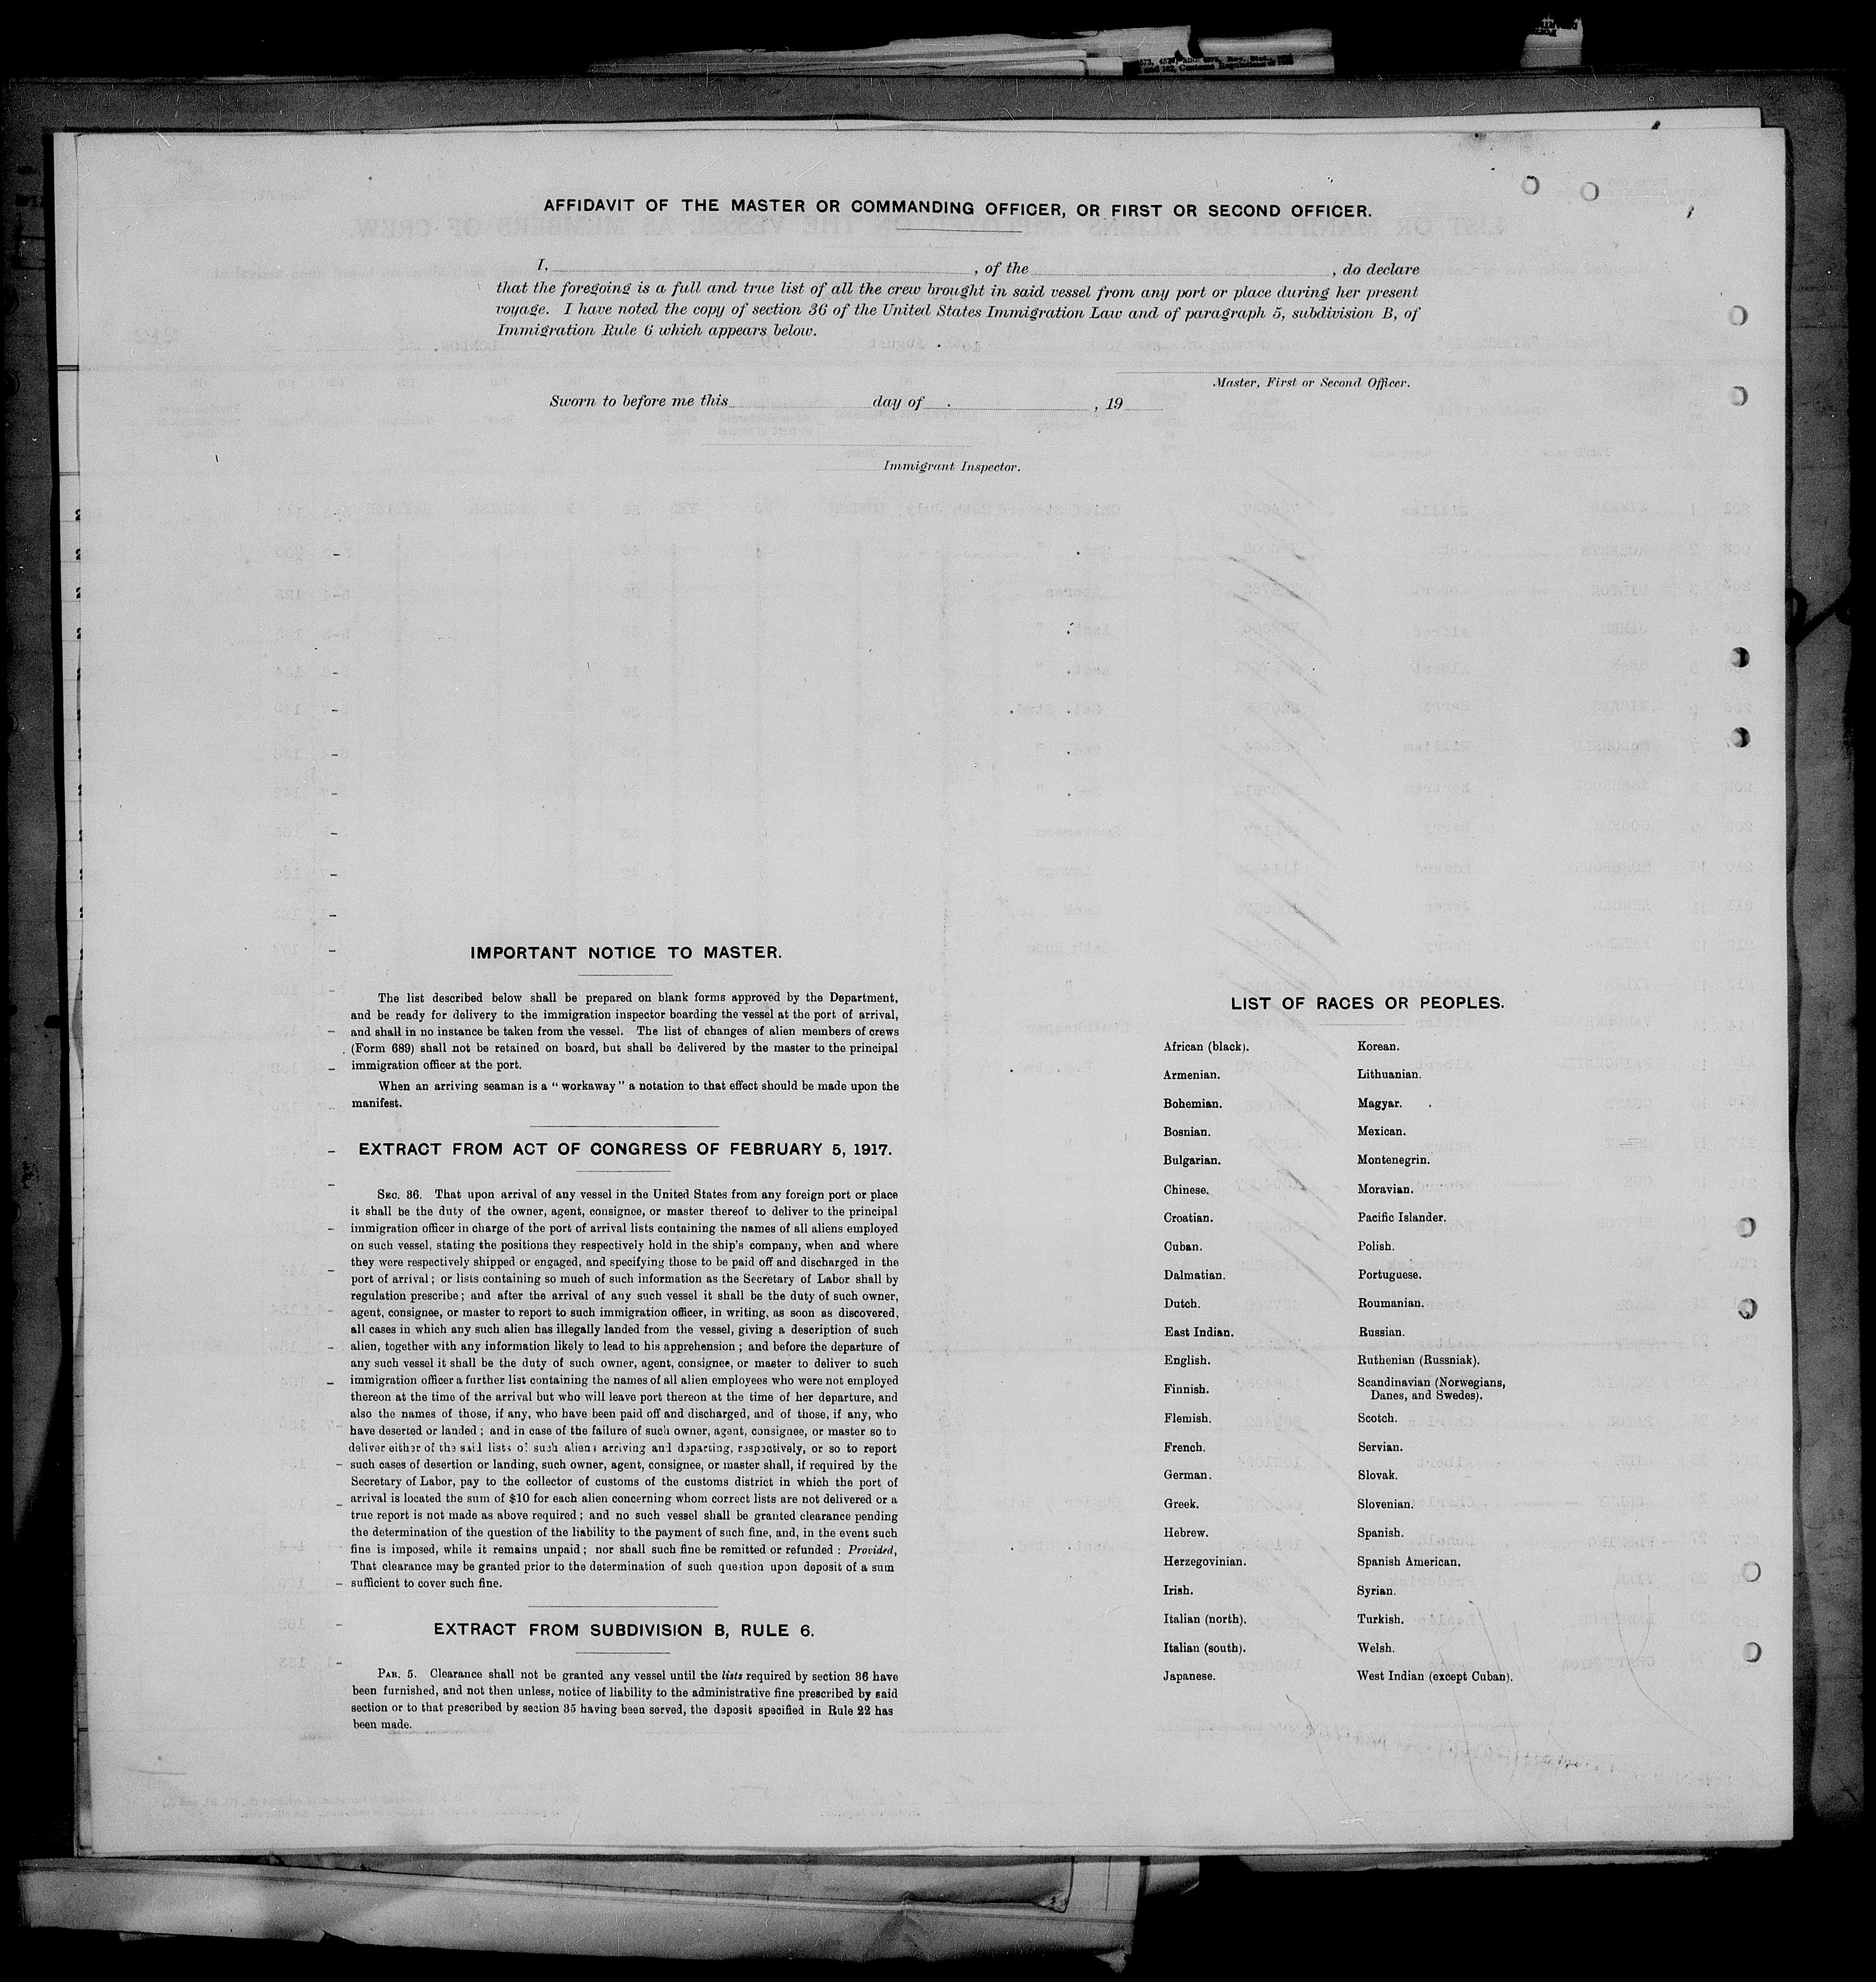 AFFIDAVIT OF THE MASTER OR COMMANDING OFFICER, OR FIRST OR SECOND OFFICER.
I, , of the , do declare
that the foregoing is a full and true list of all the crew brought in said vessel from any port or place during her present
voyage. I have noted the copy of section 36 of the United States Immigration Law and of paragraph 5, subdivision B, of
Immigration Rule 6 which appears below.
Master, First or Second Officer.
Sworn to before me this day of , 19
Immigrant Inspector.
IMPORTANT NOTICE TO MASTER.
The list described below shall be prepared on blank forms approved by the Department,
and be ready for delivery to the immigration inspector boarding the vessel at the port of arrival,
and shall in no instance be taken from the vessel. The list of changes of alien members of crews
(Form 689) shall not be retained on board, but shall be delivered by the master to the principal
immigration officer at the port.
When an arriving seaman is a "workaway" a notation to that effect should be made upon the
manifest.
EXTRACT FROM ACT OF CONGRESS OF FEBRUARY 5, 1917.
SEC. 36. That upon arrival of any vessel in the United States from any foreign port or place
it shall be the duty of the owner, agent, consignee, or master thereof to deliver to the principal
immigration officer in charge of the port of arrival lists containing the names of all aliens employed
on such vessel, stating the positions they respectively hold in the ship's company, when and where
they were respectively shipped or engaged, and specifying those to be paid off and discharged in the
port of arrival; or lists containing so much of such information as the Secretary of Labor shall by
regulation prescribe; and after the arrival of any such vessel it shall be the duty of such owner,
agent, consignee, or master to report to such immigration officer, in writing, as soon as discovered,
all cases in which any such alien has illegally landed from the vessel, giving a description of such
alien, together with any information likely to lead to his apprehension; and before the departure of
any such vessel it shall be the duty of such owner, agent, consignee, or master to deliver to such
immigration officer a further list containing the names of all alien employees who were not employed
thereon at the time of the arrival but who will leave port thereon at the time of her departure, and
also the names of those, if any, who have been paid off and discharged, and of those, if any, who
have deserted or landed; and in case of the failure of such owner, agent, consignee, or master so to
deliver either of the said lists of such aliens arriving and departing, respectively, or so to report
such cases of desertion or landing, such owner, agent, consignee, or master shall, if required by the
Secretary of Labor, pay to the collector of customs of the customs district in which the port of
arrival is located the sum of $10 for each alien concerning whom correct lists are not delivered or a
true report is not made as above required; and no such vessel shall be granted clearance pending
the determination of the question of the liability to the payment of such fine, and, in the event such
fine is imposed, while it remains unpaid; nor shall such fine be remitted or refunded: Provided,
That clearance may be granted prior to the determination of such question upon deposit of a sum
sufficient to cover such fine.
EXTRACT FROM SUBDIVISION B, RULE 6.
PAR. 5. Clearance shall not be granted any vessel until the lists required by section 36 have
been furnished, and not then unless, notice of liability to the administrative fine prescribed by said
section or to that prescribed by section 35 having been served, the deposit specified in Rule 22 has
been made.
LIST OF RACES OR PEOPLES.
African (black).
Armenian.
Bohemian.
Bosnian.
Bulgarian.
Chinese.
Croatian.
Cuban.
Dalmatian.
Dutch.
East Indian.
English.
Finnish.
Flemish.
French.
German.
Greek.
Hebrew.
Herzegovinian.
Irish.
Italian (north).
Italian (south).
Japanese.
Korean.
Lithuanian.
Magyar.
Mexican.
Montenegrin.
Moravian.
Pacific Islander.
Polish.
Portuguese.
Roumanian.
Russian.
Ruthenian (Russniak).
Scandinavian (Norwegians,
Danes, and Swedes).
Scotch.
Servian.
Slovak.
Slovenian.
Spanish.
Spanish American.
Syrian.
Turkish.
Welsh.
West Indian (except Cuban).